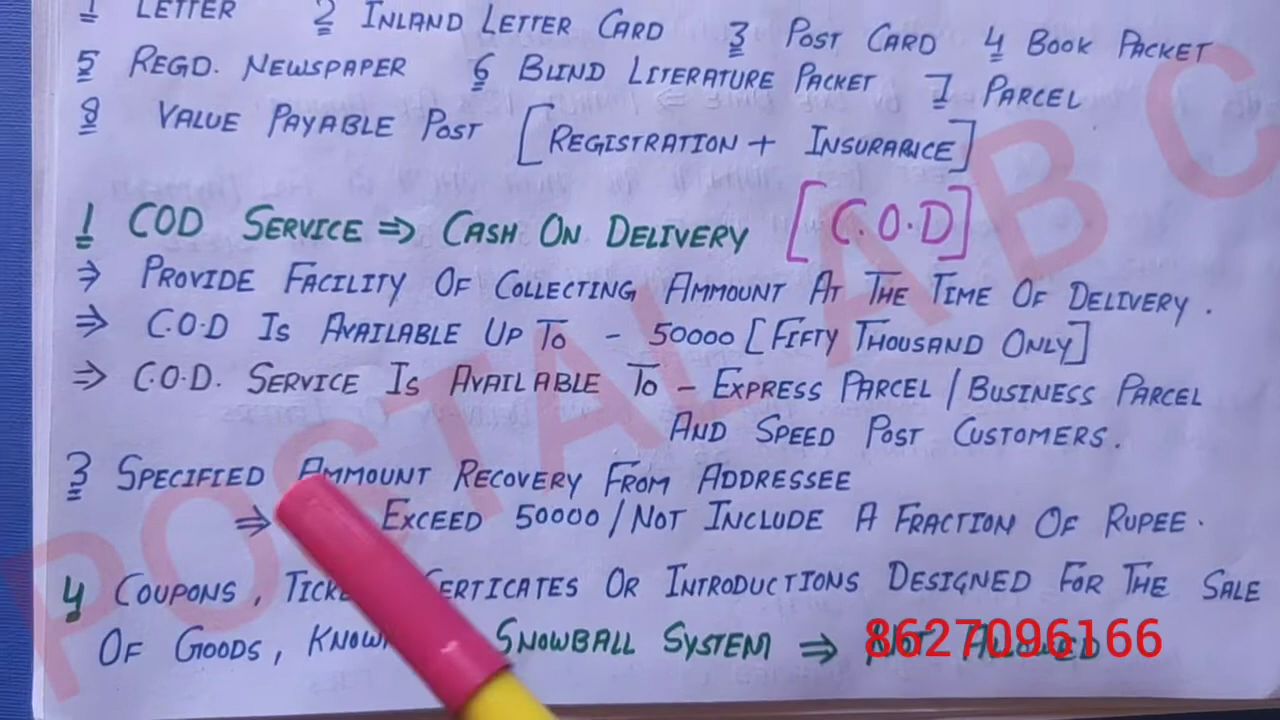 1 LETTER 2 INLAND LETTER CARD 3 POST CARD 4 BOOK PACKET
5 REGD. NEWSPAPER 6 BLIND LITERATURE PACKET 7 PARCEL
8 VALUE PAYABLE POST [REGISTRATION + INSURANCE]
1 COD SERVICE ⇒ CASH ON DELIVERY [C.O.D]
⇒ PROVIDE FACILITY OF COLLECTING AMMOUNT AT THE TIME OF DELIVERY.
⇒ C.O.D IS AVAILABLE UP TO - 50000 [FIFTY THOUSAND ONLY]
⇒ C.O.D. SERVICE IS AVAILABLE TO - EXPRESS PARCEL / BUSINESS PARCEL
AND SPEED POST CUSTOMERS.
3 SPECIFIED AMMOUNT RECOVERY FROM ADDRESSEE
⇒ EXCEED 50000 / NOT INCLUDE A FRACTION OF RUPEE.
4 COUPONS, CERTICATES OR INTRODUCTIONS DESIGNED FOR THE SALE
OF GOODS, SNOWBALL SYSTEM ⇒ NOT ALLOWED
8627096166
POSTAL ABC